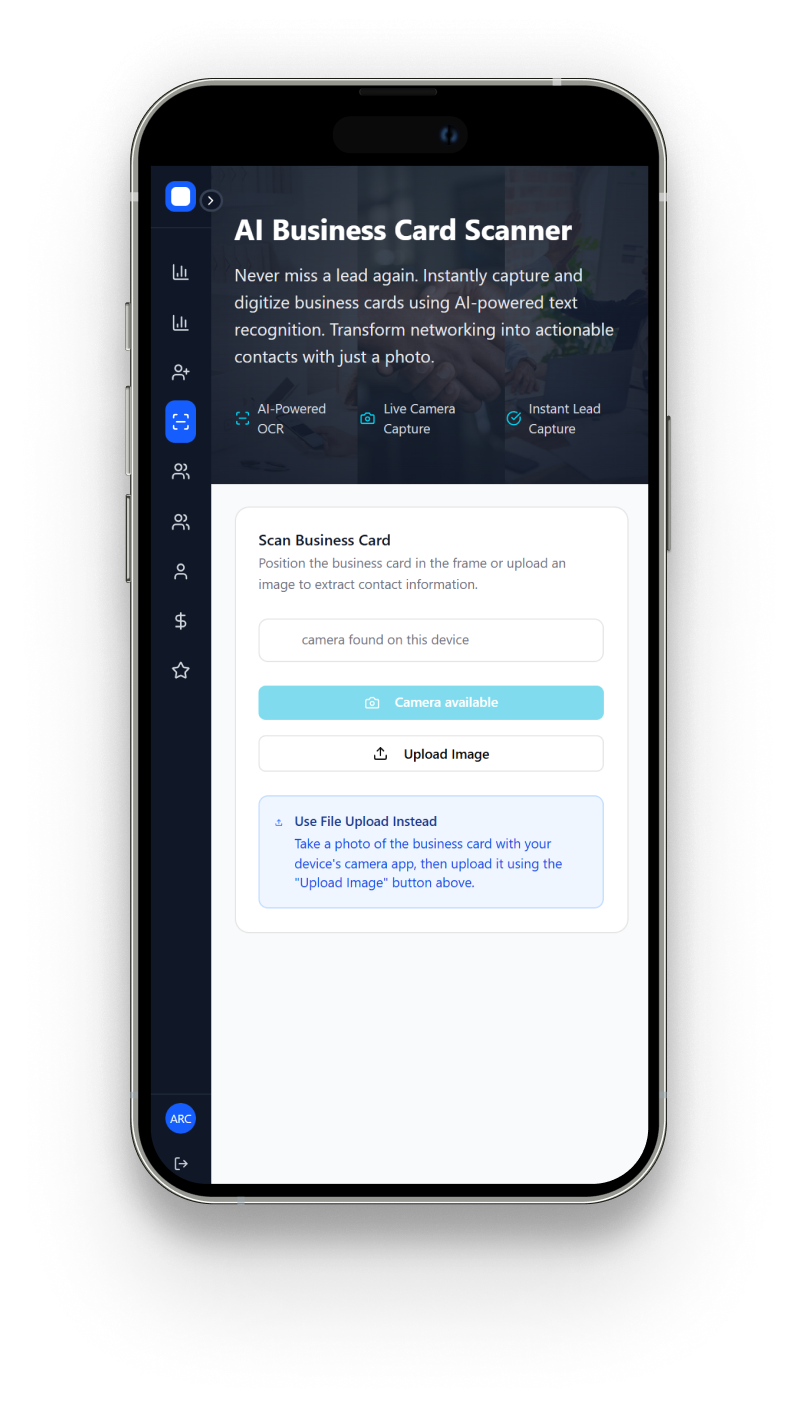 AI Business Card Scanner
Never miss a lead again. Instantly capture and
digitize business cards using AI-powered text
recognition. Transform networking into actionable
contacts with just a photo.
AI-Powered
OCR
Live Camera
Capture
Instant Lead
Capture
Scan Business Card
Position the business card in the frame or upload an
image to extract contact information.
camera found on this device
Camera available
Upload Image
Use File Upload Instead
Take a photo of the business card with your
device's camera app, then upload it using the
"Upload Image" button above.
ARC